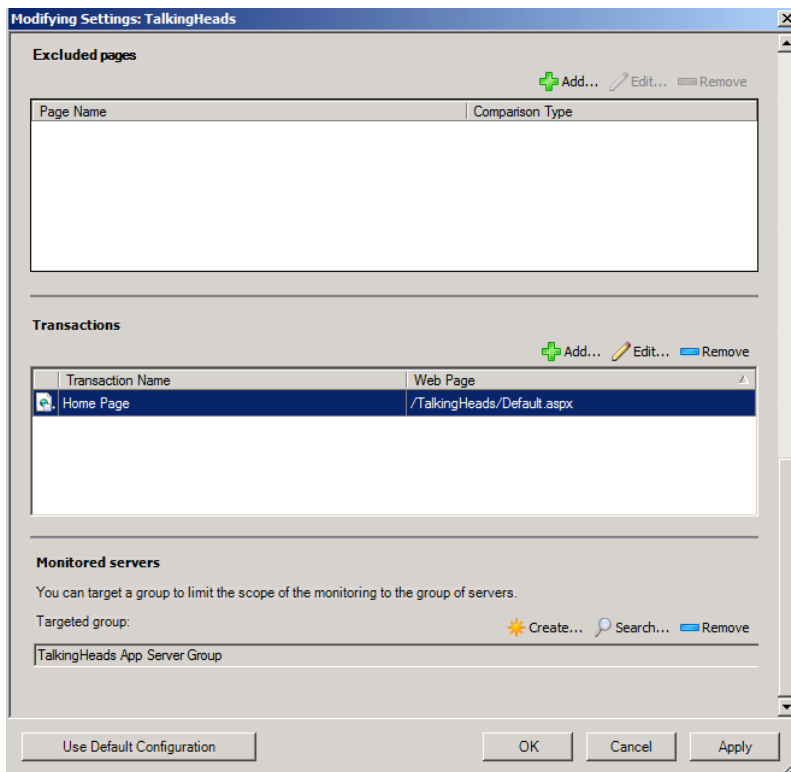 Modifying Settings: TalkingHeads
Excluded pages
Add... Edit... Remove
Page Name Comparison Type
Transactions
Add... Edit... Remove
Transaction Name Web Page
Home Page /TalkingHeads/Default.aspx
Monitored servers
You can target a group to limit the scope of the monitoring to the group of servers.
Targeted group:
Create... Search... Remove
TalkingHeads App Server Group
Use Default Configuration OK Cancel Apply